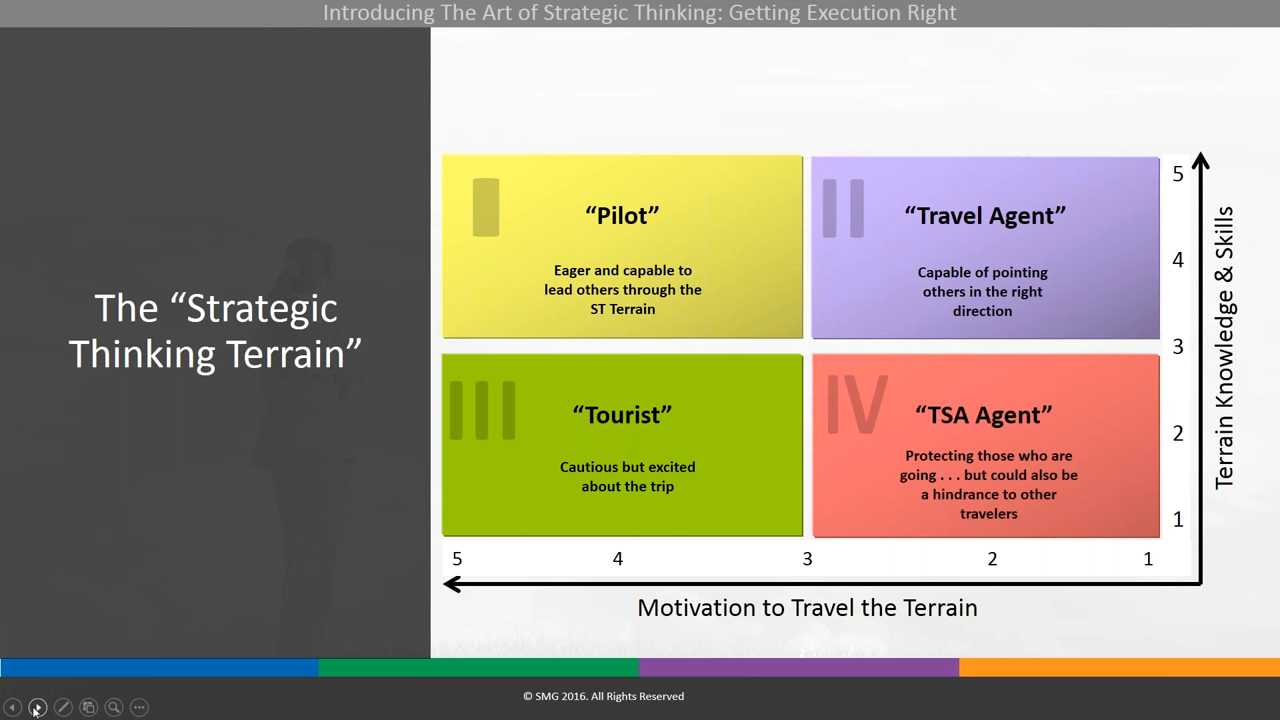 Introducing The Art of Strategic Thinking: Getting Execution Right
The “Strategic
Thinking Terrain”
I
“Pilot”
Eager and capable to
lead others through the
ST Terrain
II
“Travel Agent”
Capable of pointing
others in the right
direction
III
“Tourist”
Cautious but excited
about the trip
IV
“TSA Agent”
Protecting those who are
going . . . but could also be
a hindrance to other
travelers
5
4
3
2
1
Terrain Knowledge & Skills
5 4 3 2 1
Motivation to Travel the Terrain
© SMG 2016. All Rights Reserved